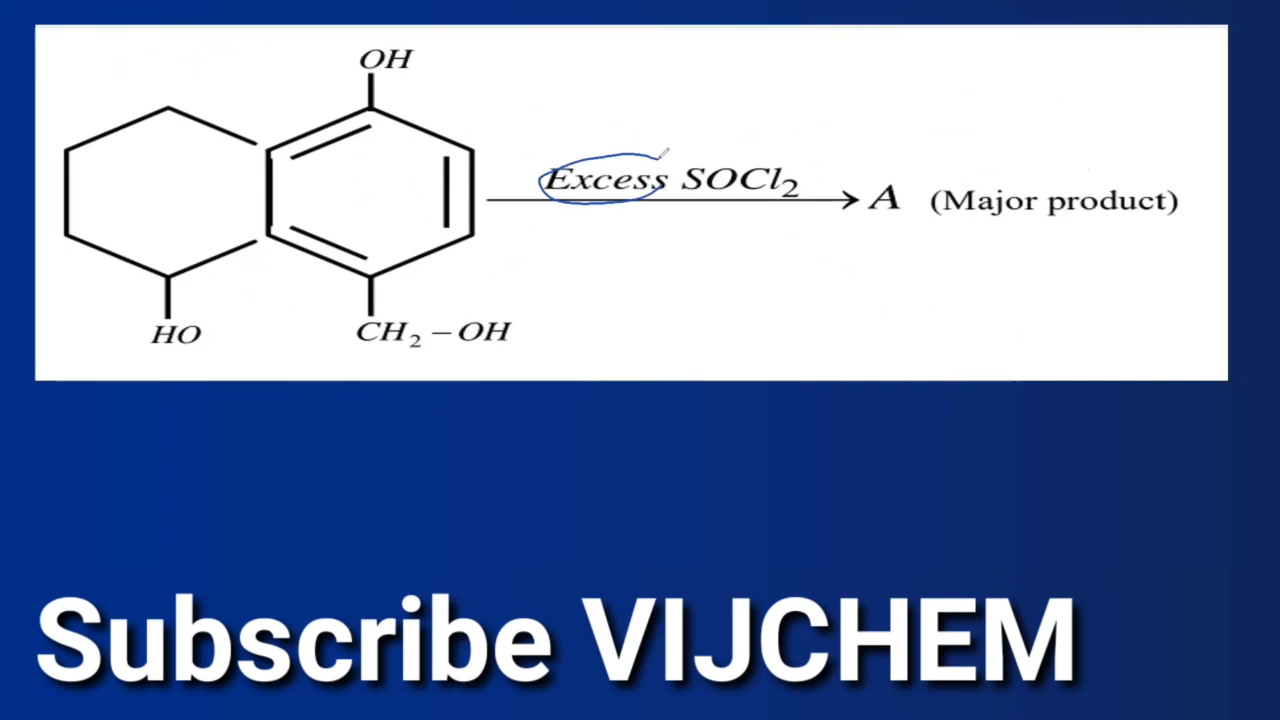 OH
Excess SOCl₂
A (Major product)
HO
CH₂ – OH
Subscribe VIJCHEM